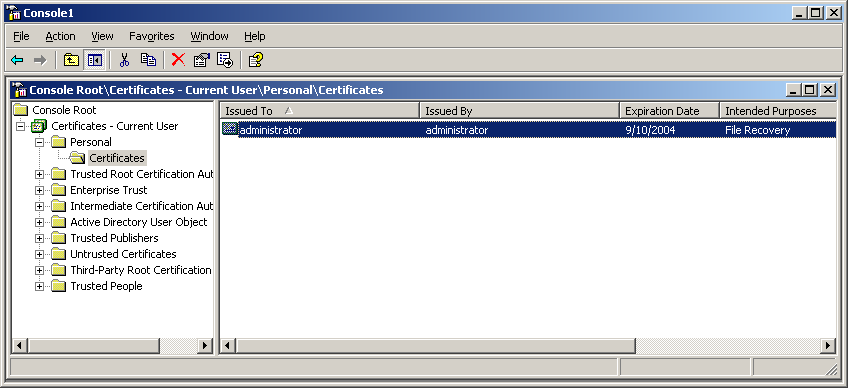 Console1
File Action View Favorites Window Help
Console Root\Certificates - Current User\Personal\Certificates
Console Root
Certificates - Current User
Personal
Certificates
Trusted Root Certification Aut
Enterprise Trust
Intermediate Certification Aut
Active Directory User Object
Trusted Publishers
Untrusted Certificates
Third-Party Root Certification
Trusted People
Issued To Issued By Expiration Date Intended Purposes
administrator administrator 9/10/2004 File Recovery